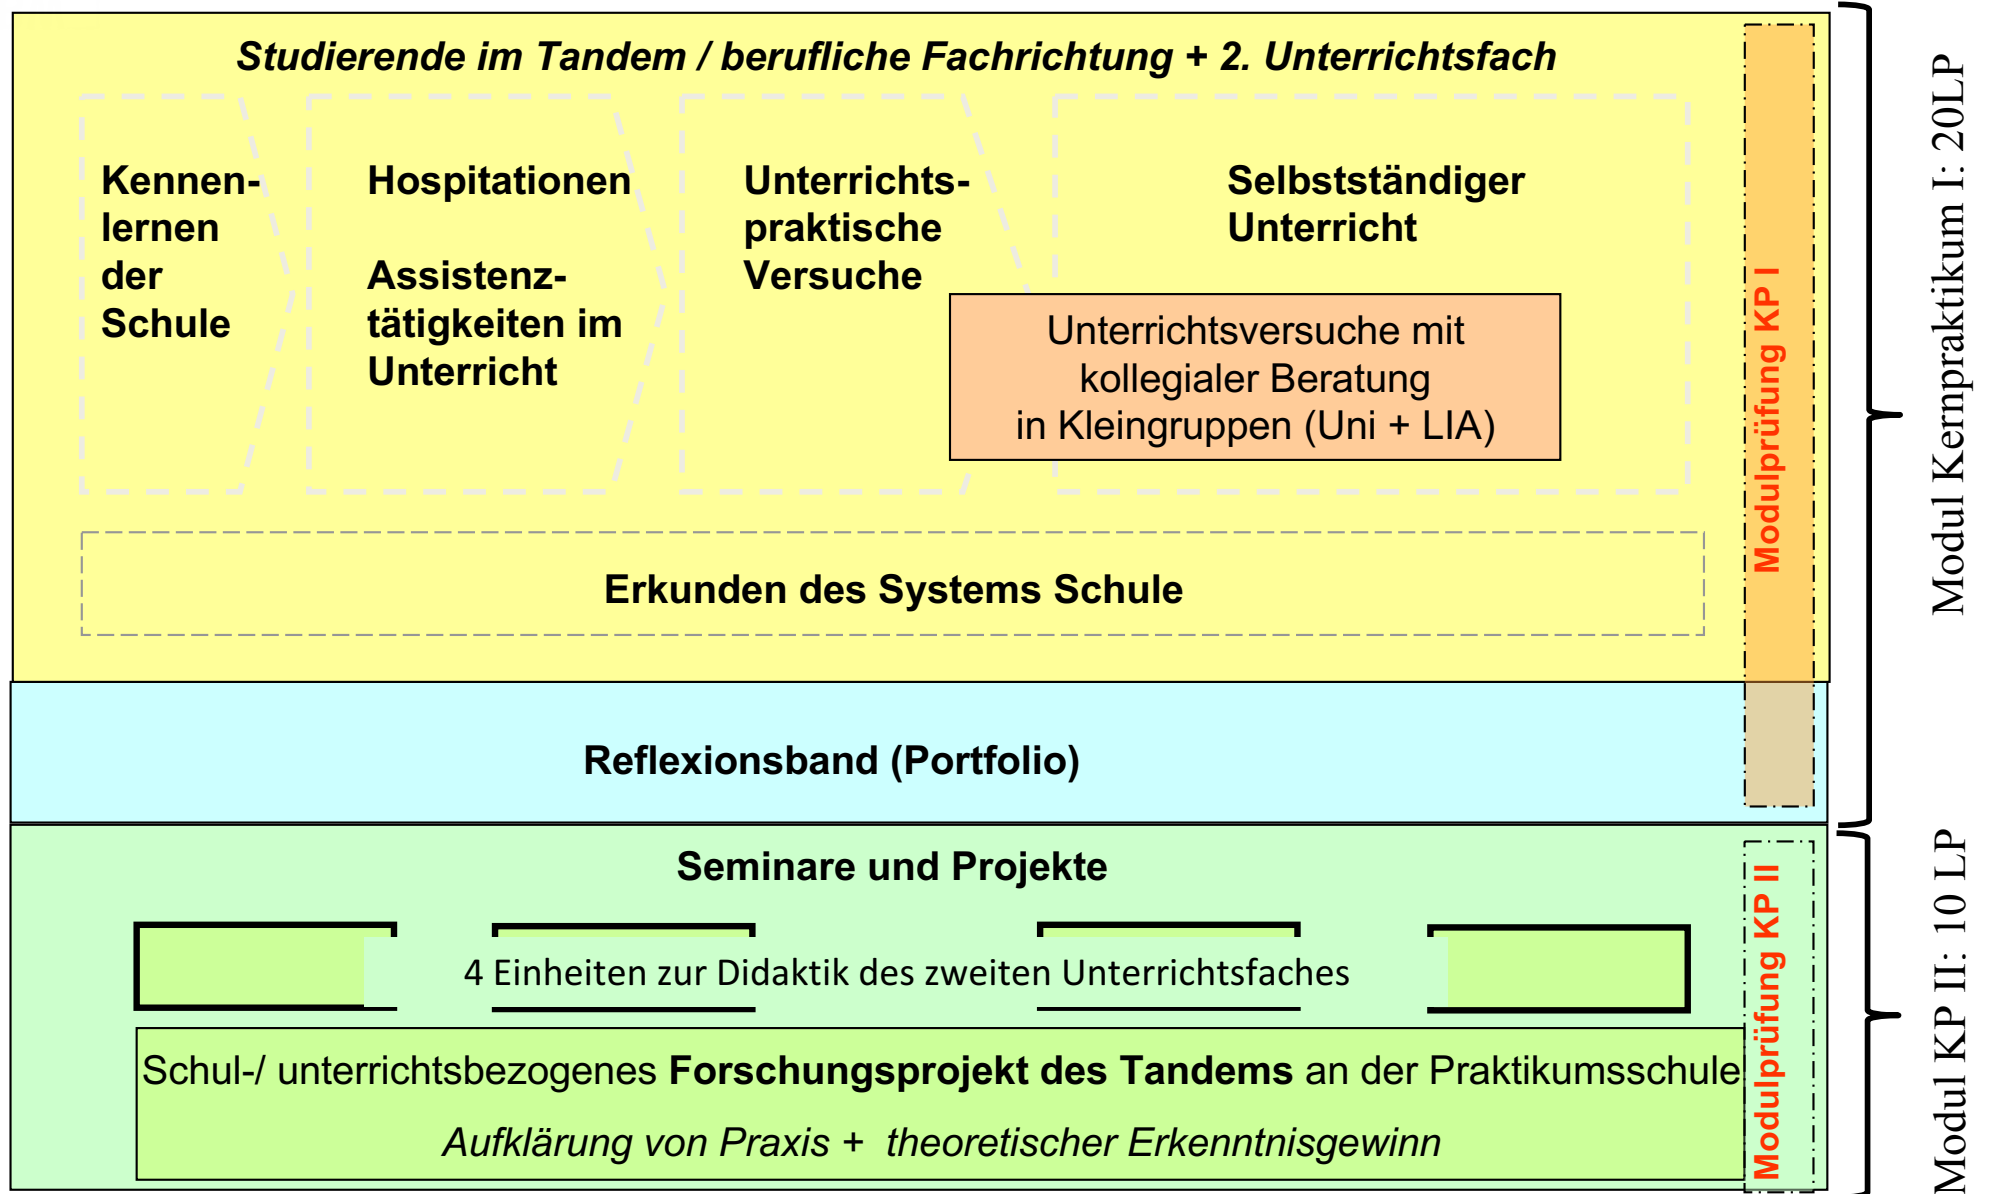 Studierende im Tandem / berufliche Fachrichtung + 2. Unterrichtsfach
Kennen-
lernen
der
Schule
Hospitationen
Assistenz-
tätigkeiten im
Unterricht
Unterrichts-
praktische
Versuche
Selbstständiger
Unterricht
Unterrichtsversuche mit
kollegialer Beratung
in Kleingruppen (Uni + LIA)
Erkunden des Systems Schule
Modulprüfung KP I
Modul Kernpraktikum I: 20LP
Reflexionsband (Portfolio)
Seminare und Projekte
4 Einheiten zur Didaktik des zweiten Unterrichtsfaches
Schul-/ unterrichtsbezogenes Forschungsprojekt des Tandems an der Praktikumsschule
Aufklärung von Praxis + theoretischer Erkenntnisgewinn
Modulprüfung KP II
Modul KP II: 10 LP